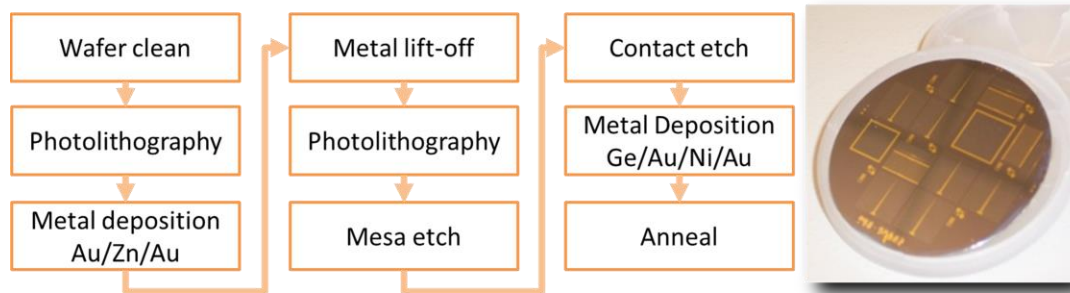 Wafer clean
Photolithography
Metal deposition
Au/Zn/Au
Metal lift-off
Photolithography
Mesa etch
Contact etch
Metal Deposition
Ge/Au/Ni/Au
Anneal